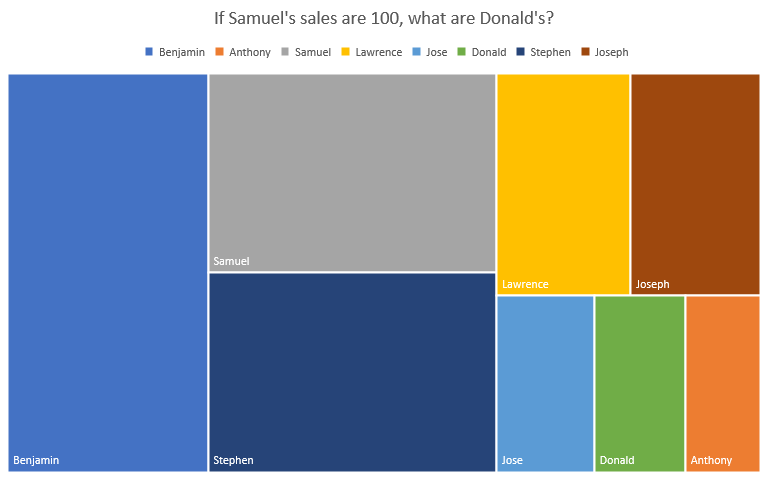 If Samuel's sales are 100, what are Donald's?
Benjamin Anthony Samuel Lawrence Jose Donald Stephen Joseph
Samuel
Lawrence
Joseph
Benjamin
Stephen
Jose
Donald
Anthony